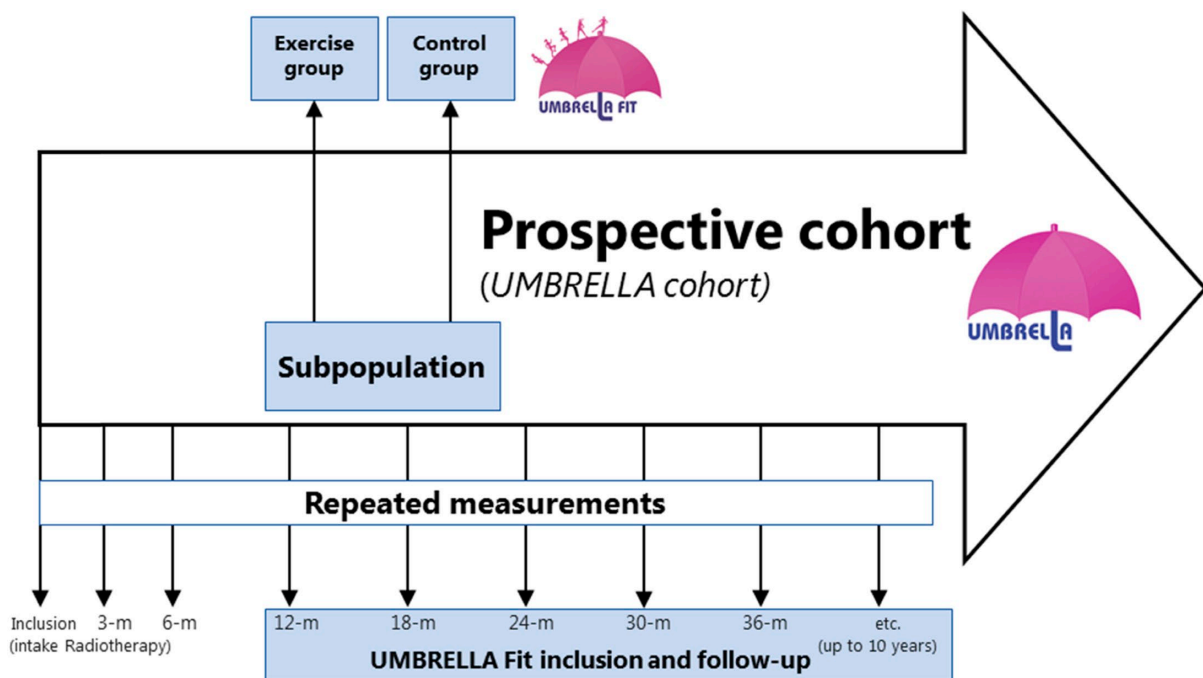 Exercise
group
Control
group
UMBRELLA FIT
Prospective cohort
(UMBRELLA cohort)
UMBRELLA
Subpopulation
Repeated measurements
Inclusion
(intake Radiotherapy)
3-m
6-m
12-m
18-m
24-m
30-m
36-m
etc.
(up to 10 years)
UMBRELLA Fit inclusion and follow-up